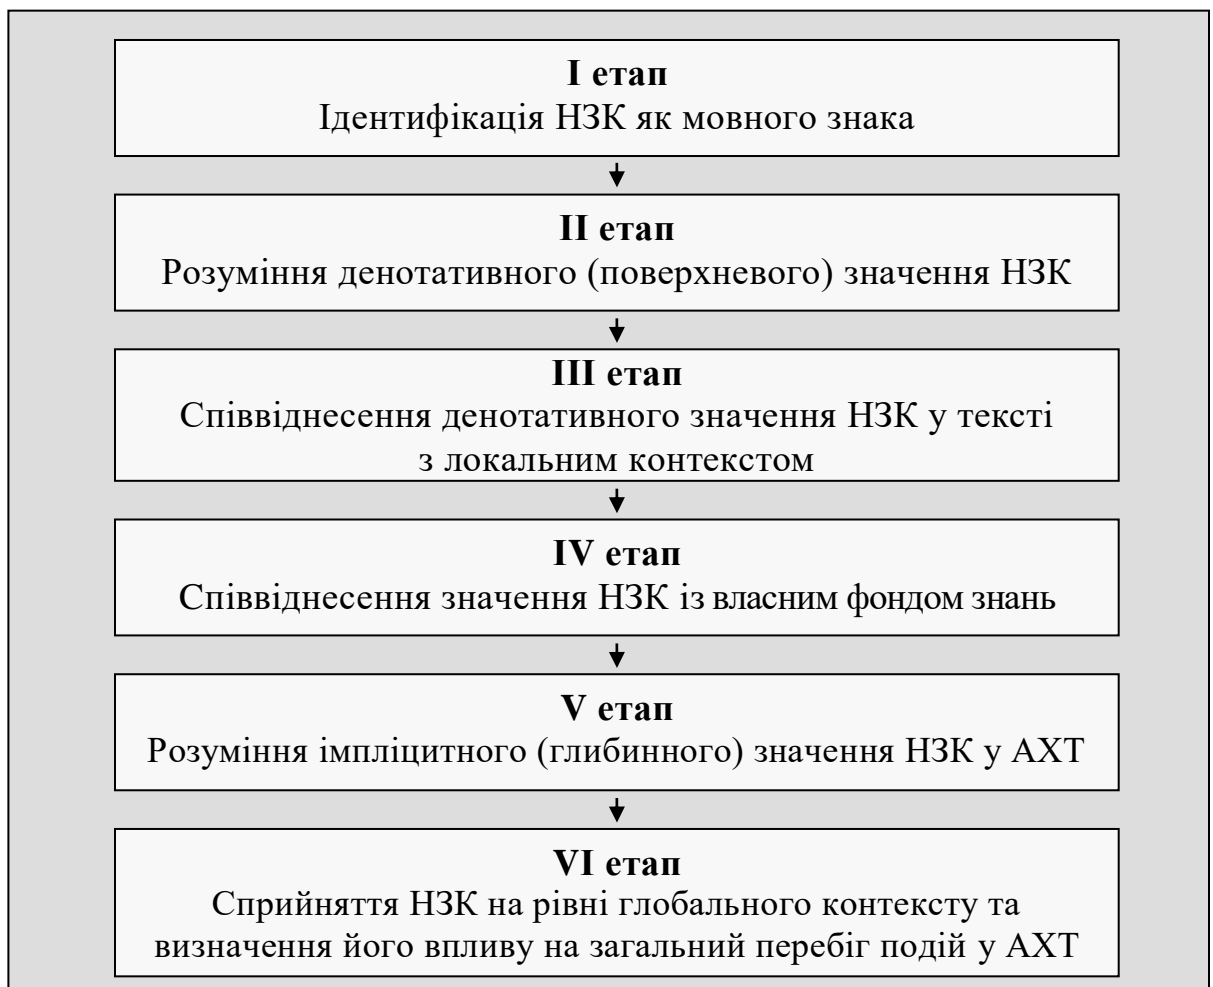 I етап
Ідентифікація НЗК як мовного знака
II етап
Розуміння денотативного (поверхневого) значення НЗК
III етап
Співвіднесення денотативного значення НЗК у тексті
з локальним контекстом
IV етап
Співвіднесення значення НЗК із власним фондом знань
V етап
Розуміння імпліцитного (глибинного) значення НЗК у АХТ
VI етап
Сприйняття НЗК на рівні глобального контексту та
визначення його впливу на загальний перебіг подій у АХТ